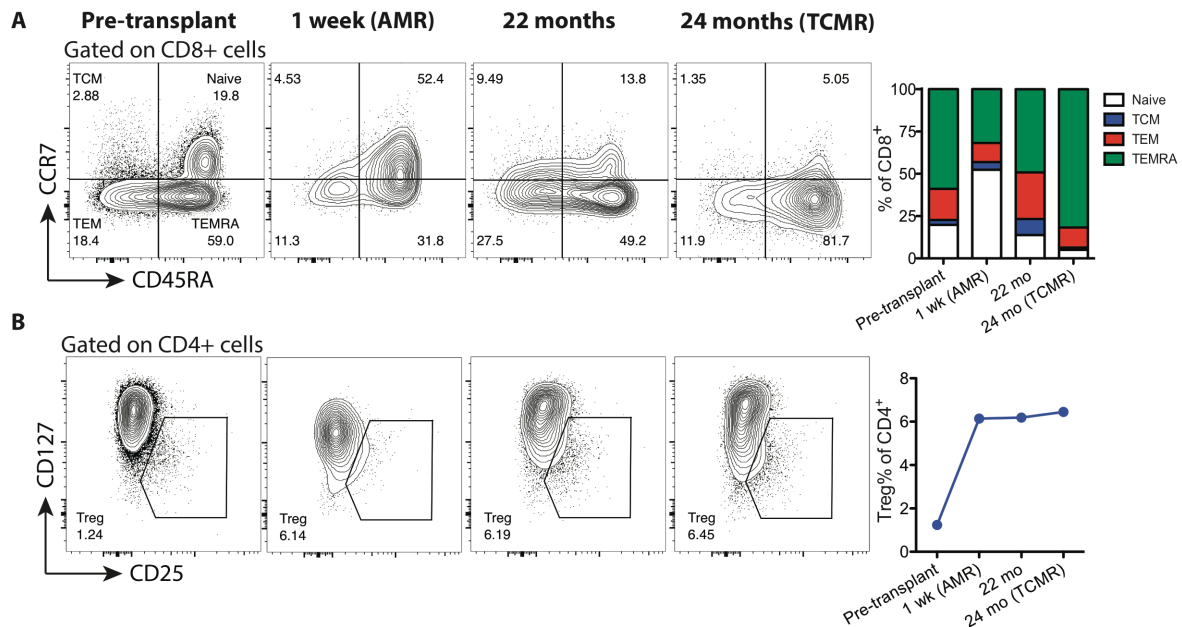 A
Pre-transplant
1 week (AMR)
22 months
24 months (TCMR)
Gated on CD8+ cells
TCM
2.88
Naive
19.8
TEM
18.4
TEMRA
59.0
4.53
52.4
11.3
31.8
9.49
13.8
27.5
49.2
1.35
5.05
11.9
81.7
CCR7
CD45RA
% of CD8+
100
75
50
25
0
Pre-transplant
1 wk (AMR)
22 mo
24 mo (TCMR)
Naive
TCM
TEM
TEMRA
B
Gated on CD4+ cells
Treg
1.24
Treg
6.14
Treg
6.19
Treg
6.45
CD127
CD25
Treg% of CD4+
8
6
4
2
0
Pre-transplant
1 wk (AMR)
22 mo
24 mo (TCMR)